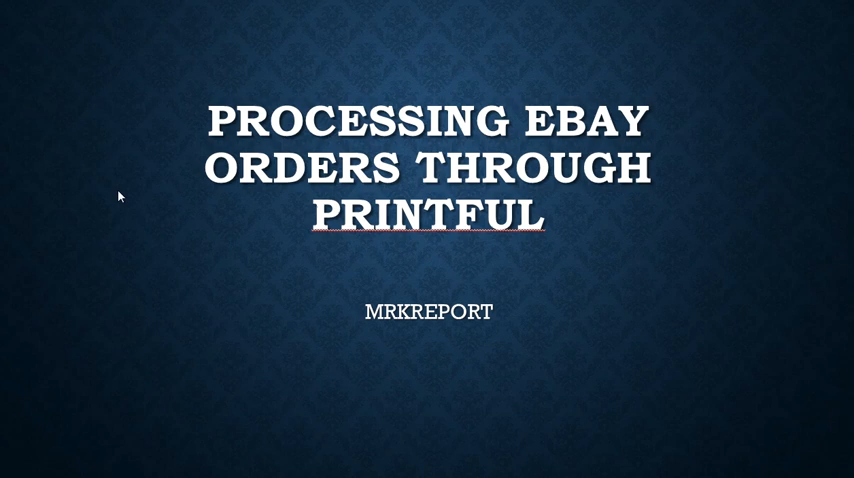 PROCESSING EBAY
ORDERS THROUGH
PRINTFUL
MRKREPORT